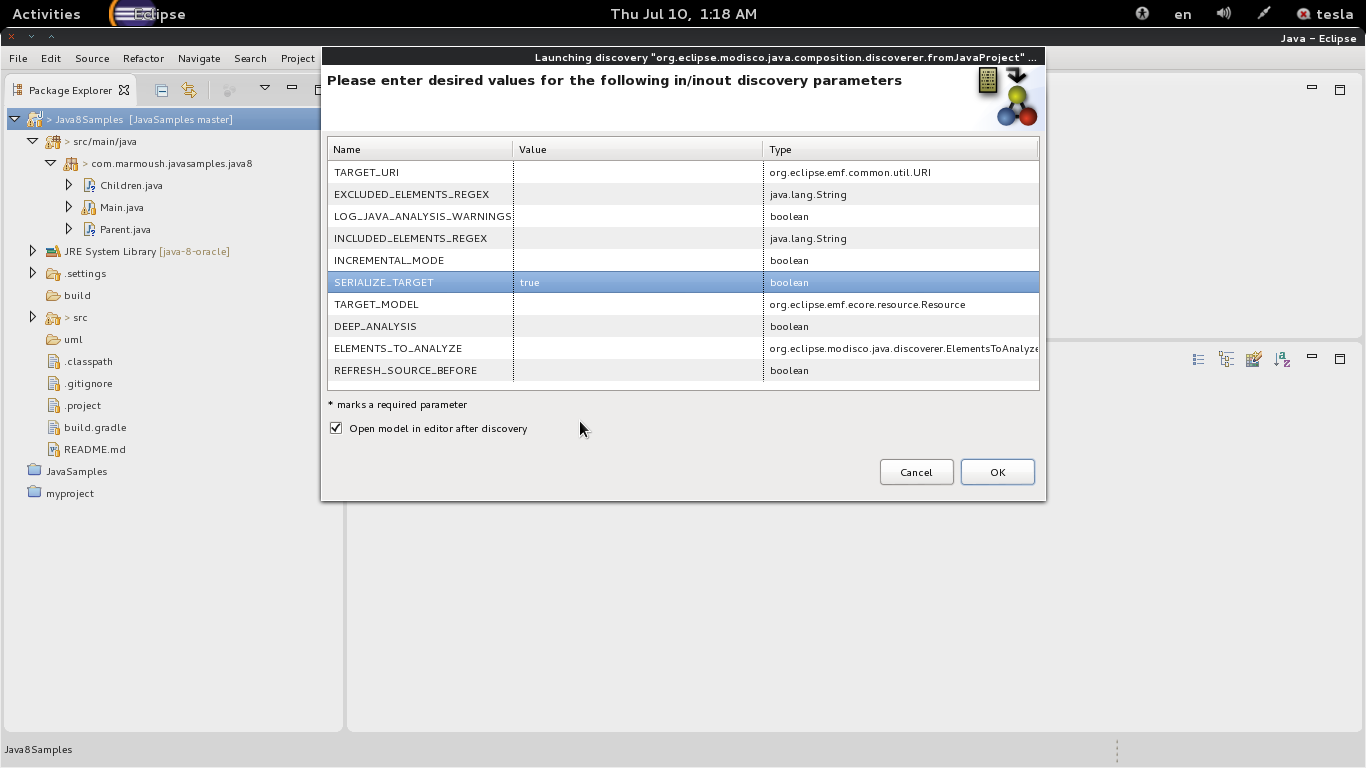 Activities Eclipse Thu Jul 10, 1:18 AM en tesla
Java – Eclipse
File Edit Source Refactor Navigate Search Project
Launching discovery "org.eclipse.modisco.java.composition.discoverer.fromJavaProject" ...
Please enter desired values for the following in/inout discovery parameters
Package Explorer
> Java8Samples [JavaSamples master]
> src/main/java
> com.marmoush.javasamples.java8
Children.java
Main.java
Parent.java
JRE System Library [java-8-oracle]
.settings
build
> src
uml
.classpath
.gitignore
.project
build.gradle
README.md
JavaSamples
myproject
Name Value Type
TARGET_URI org.eclipse.emf.common.util.URI
EXCLUDED_ELEMENTS_REGEX java.lang.String
LOG_JAVA_ANALYSIS_WARNINGS boolean
INCLUDED_ELEMENTS_REGEX java.lang.String
INCREMENTAL_MODE boolean
SERIALIZE_TARGET true boolean
TARGET_MODEL org.eclipse.emf.ecore.resource.Resource
DEEP_ANALYSIS boolean
ELEMENTS_TO_ANALYZE org.eclipse.modisco.java.discoverer.ElementsToAnalyze
REFRESH_SOURCE_BEFORE boolean
* marks a required parameter
Open model in editor after discovery
Cancel OK
Java8Samples